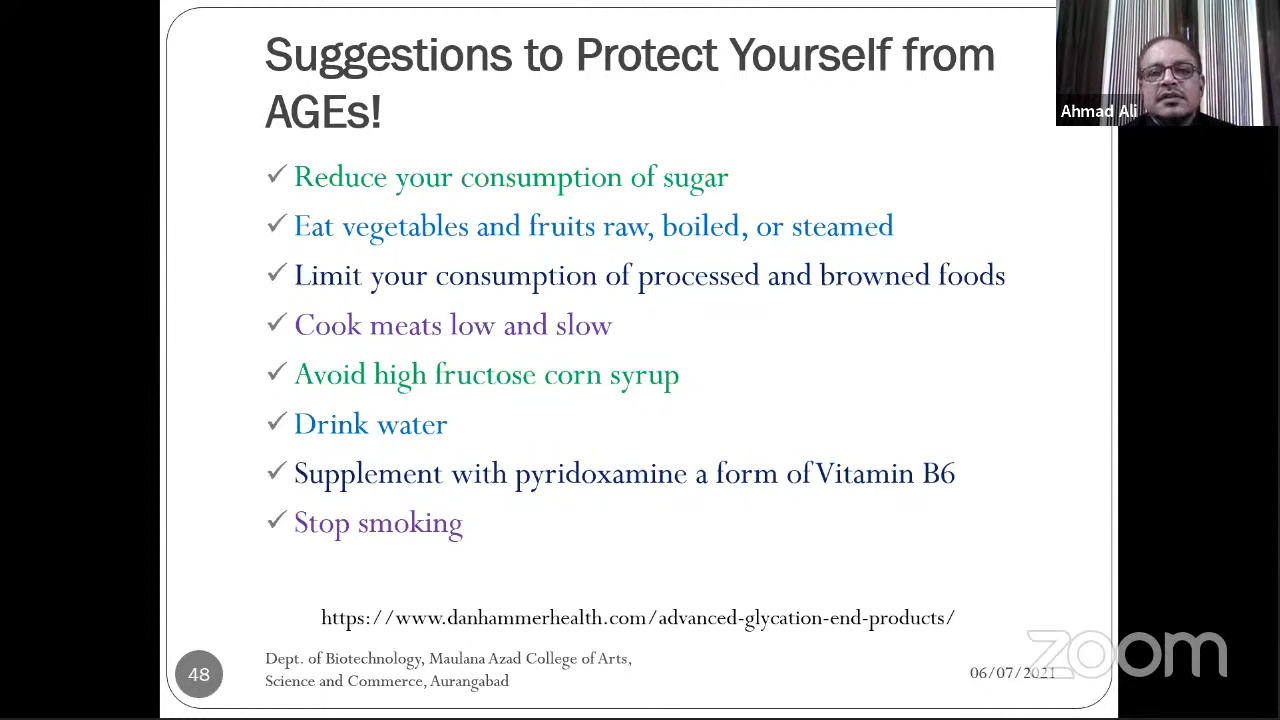 Suggestions to Protect Yourself from
AGEs!
✓ Reduce your consumption of sugar
✓ Eat vegetables and fruits raw, boiled, or steamed
✓ Limit your consumption of processed and browned foods
✓ Cook meats low and slow
✓ Avoid high fructose corn syrup
✓ Drink water
✓ Supplement with pyridoxamine a form of Vitamin B6
✓ Stop smoking
https://www.danhammerhealth.com/advanced-glycation-end-products/
48
Dept. of Biotechnology, Maulana Azad College of Arts,
Science and Commerce, Aurangabad
06/07/2021
zoom
Ahmad Ali